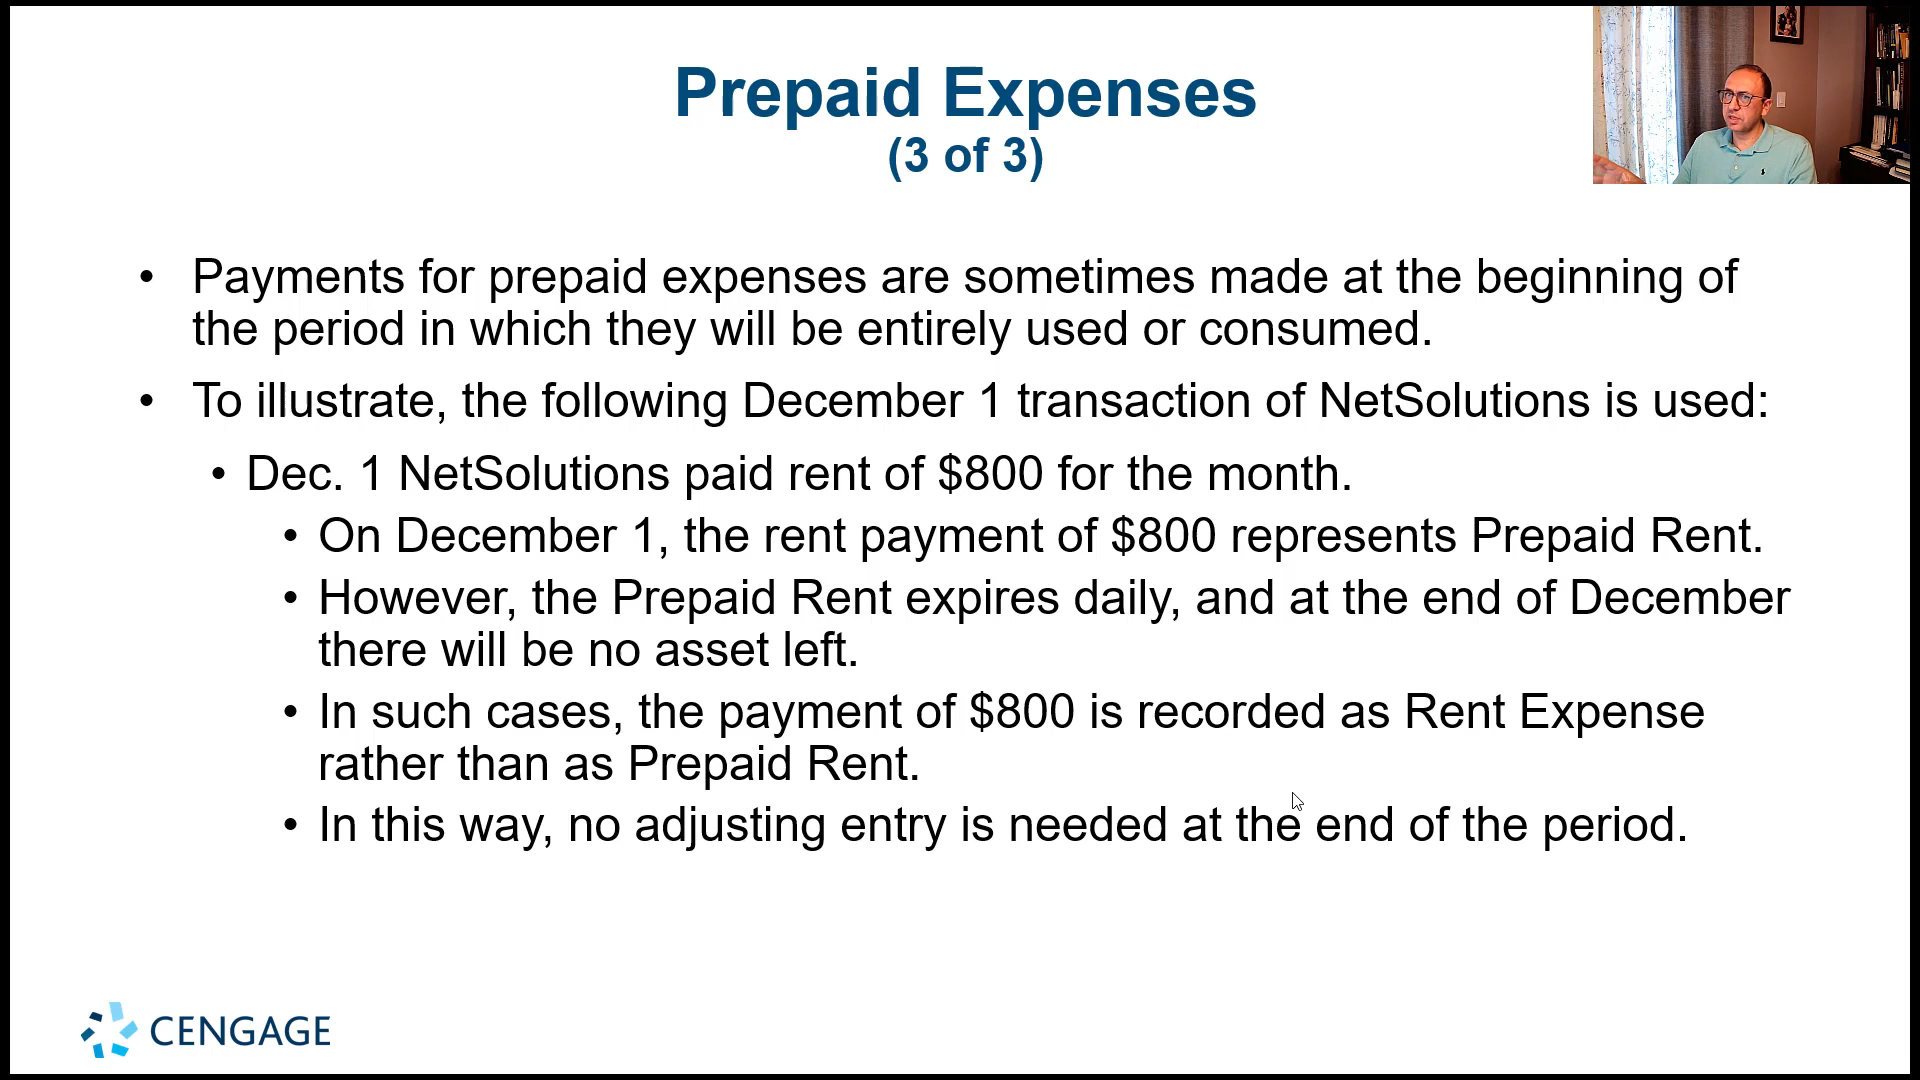 Prepaid Expenses
(3 of 3)
• Payments for prepaid expenses are sometimes made at the beginning of
the period in which they will be entirely used or consumed.
• To illustrate, the following December 1 transaction of NetSolutions is used:
• Dec. 1 NetSolutions paid rent of $800 for the month.
• On December 1, the rent payment of $800 represents Prepaid Rent.
• However, the Prepaid Rent expires daily, and at the end of December
there will be no asset left.
• In such cases, the payment of $800 is recorded as Rent Expense
rather than as Prepaid Rent.
• In this way, no adjusting entry is needed at the end of the period.
CENGAGE